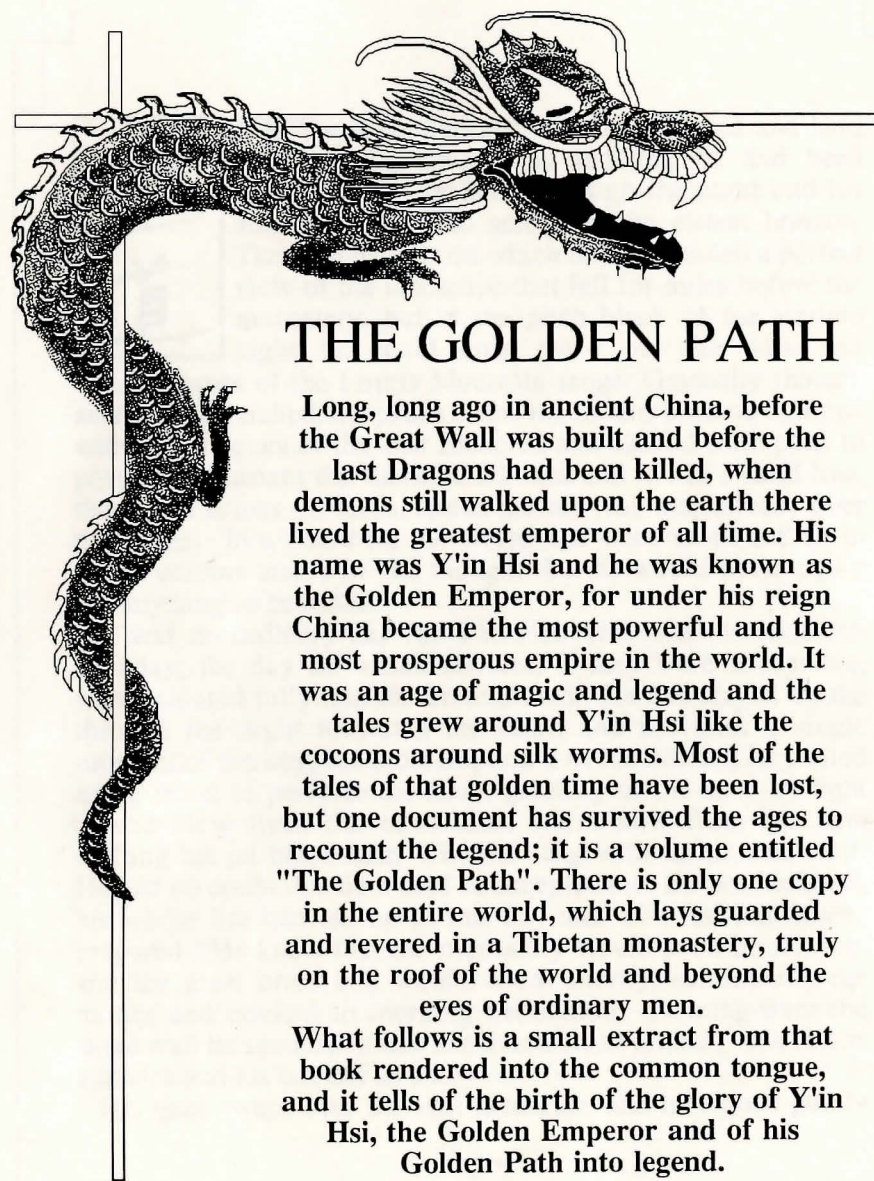 THE GOLDEN PATH
Long, long ago in ancient China, before
the Great Wall was built and before the
last Dragons had been killed, when
demons still walked upon the earth there
lived the greatest emperor of all time. His
name was Y'in Hsi and he was known as
the Golden Emperor, for under his reign
China became the most powerful and the
most prosperous empire in the world. It
was an age of magic and legend and the
tales grew around Y'in Hsi like the
cocoons around silk worms. Most of the
tales of that golden time have been lost,
but one document has survived the ages to
recount the legend; it is a volume entitled
"The Golden Path". There is only one copy
in the entire world, which lays guarded
and revered in a Tibetan monastery, truly
on the roof of the world and beyond the
eyes of ordinary men.
What follows is a small extract from that
book rendered into the common tongue,
and it tells of the birth of the glory of Y'in
Hsi, the Golden Emperor and of his
Golden Path into legend.